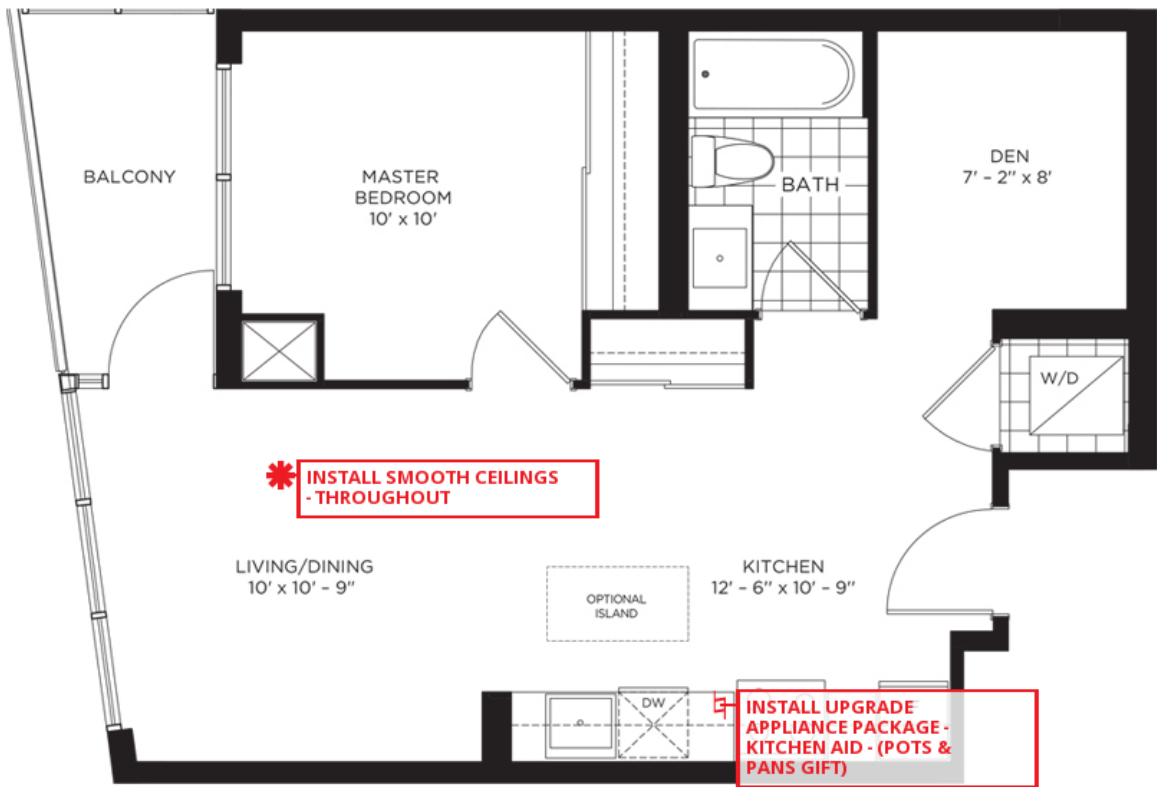 BALCONY
MASTER
BEDROOM
10' x 10'
BATH
DEN
7' - 2" x 8'
W/D
INSTALL SMOOTH CEILINGS
- THROUGHOUT
LIVING/DINING
10' x 10' - 9"
OPTIONAL
ISLAND
KITCHEN
12' - 6" x 10' - 9"
DW
INSTALL UPGRADE
APPLIANCE PACKAGE -
KITCHEN AID - (POTS &
PANS GIFT)